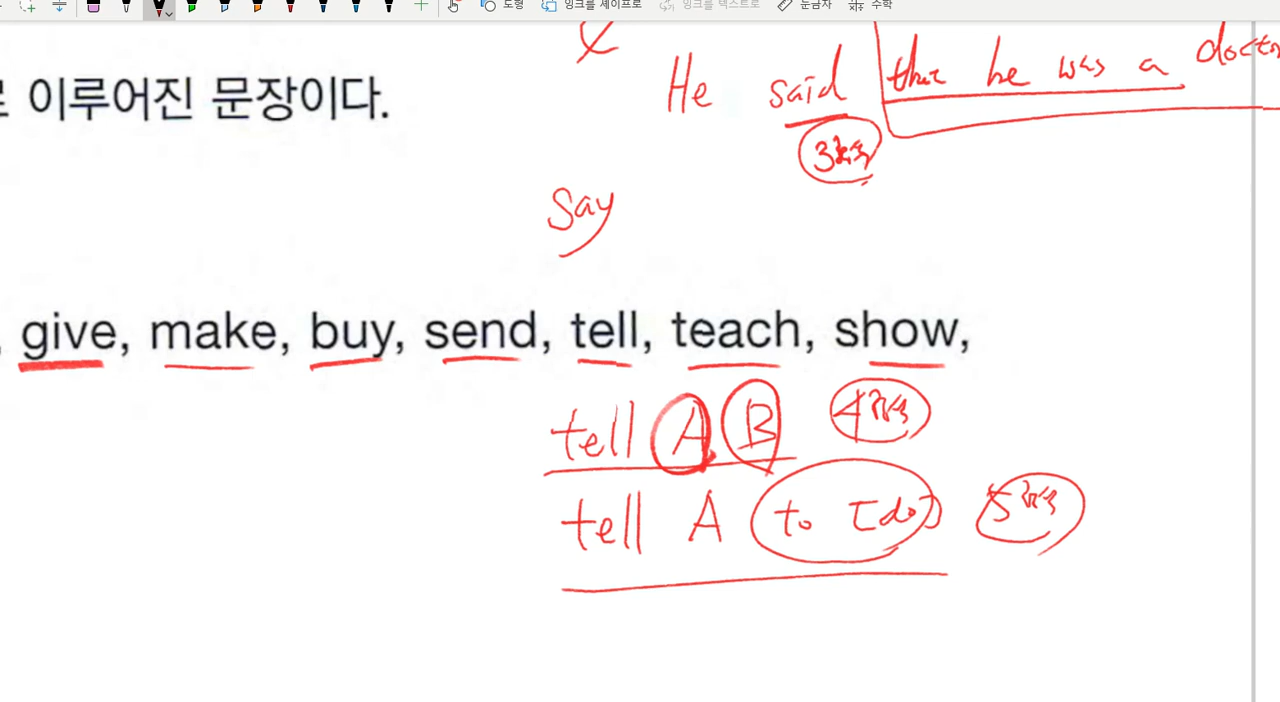 도형 잉크를 셰이프로 잉크를 텍스트로 눈금자 수학
He said that he was a doct
로 이루어진 문장이다.
3형식
say
, give, make, buy, send, tell, teach, show,
tell A B 4형식
tell A to [do] 5형식